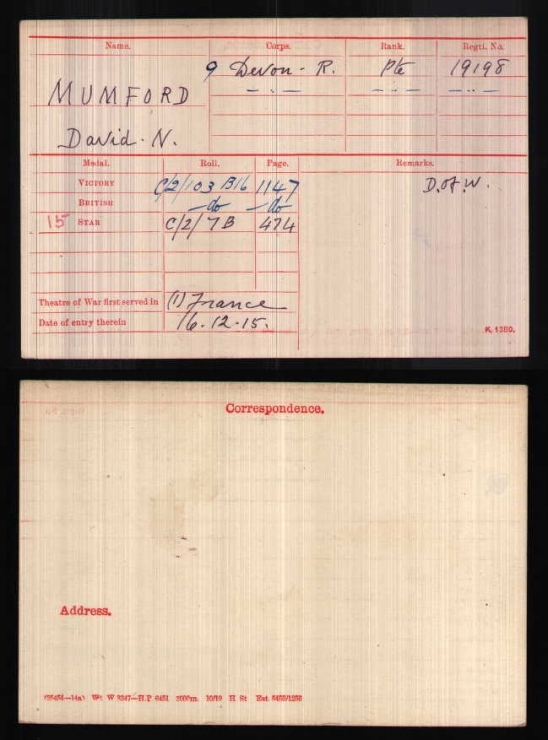 Name. Corps. Rank. Regtl. No.
9 Devon. R. Pte 19198
MUMFORD — . — — .. — — .. —
David. N.
Medal. Roll. Page. Remarks.
VICTORY C/2/103 B16 1147 D. of W.
BRITISH — do — — do
15 STAR C/2/7B 474
Theatre of War first served in (1) France
Date of entry therein 16.12.15.
K. 1380.
Correspondence.
Address.